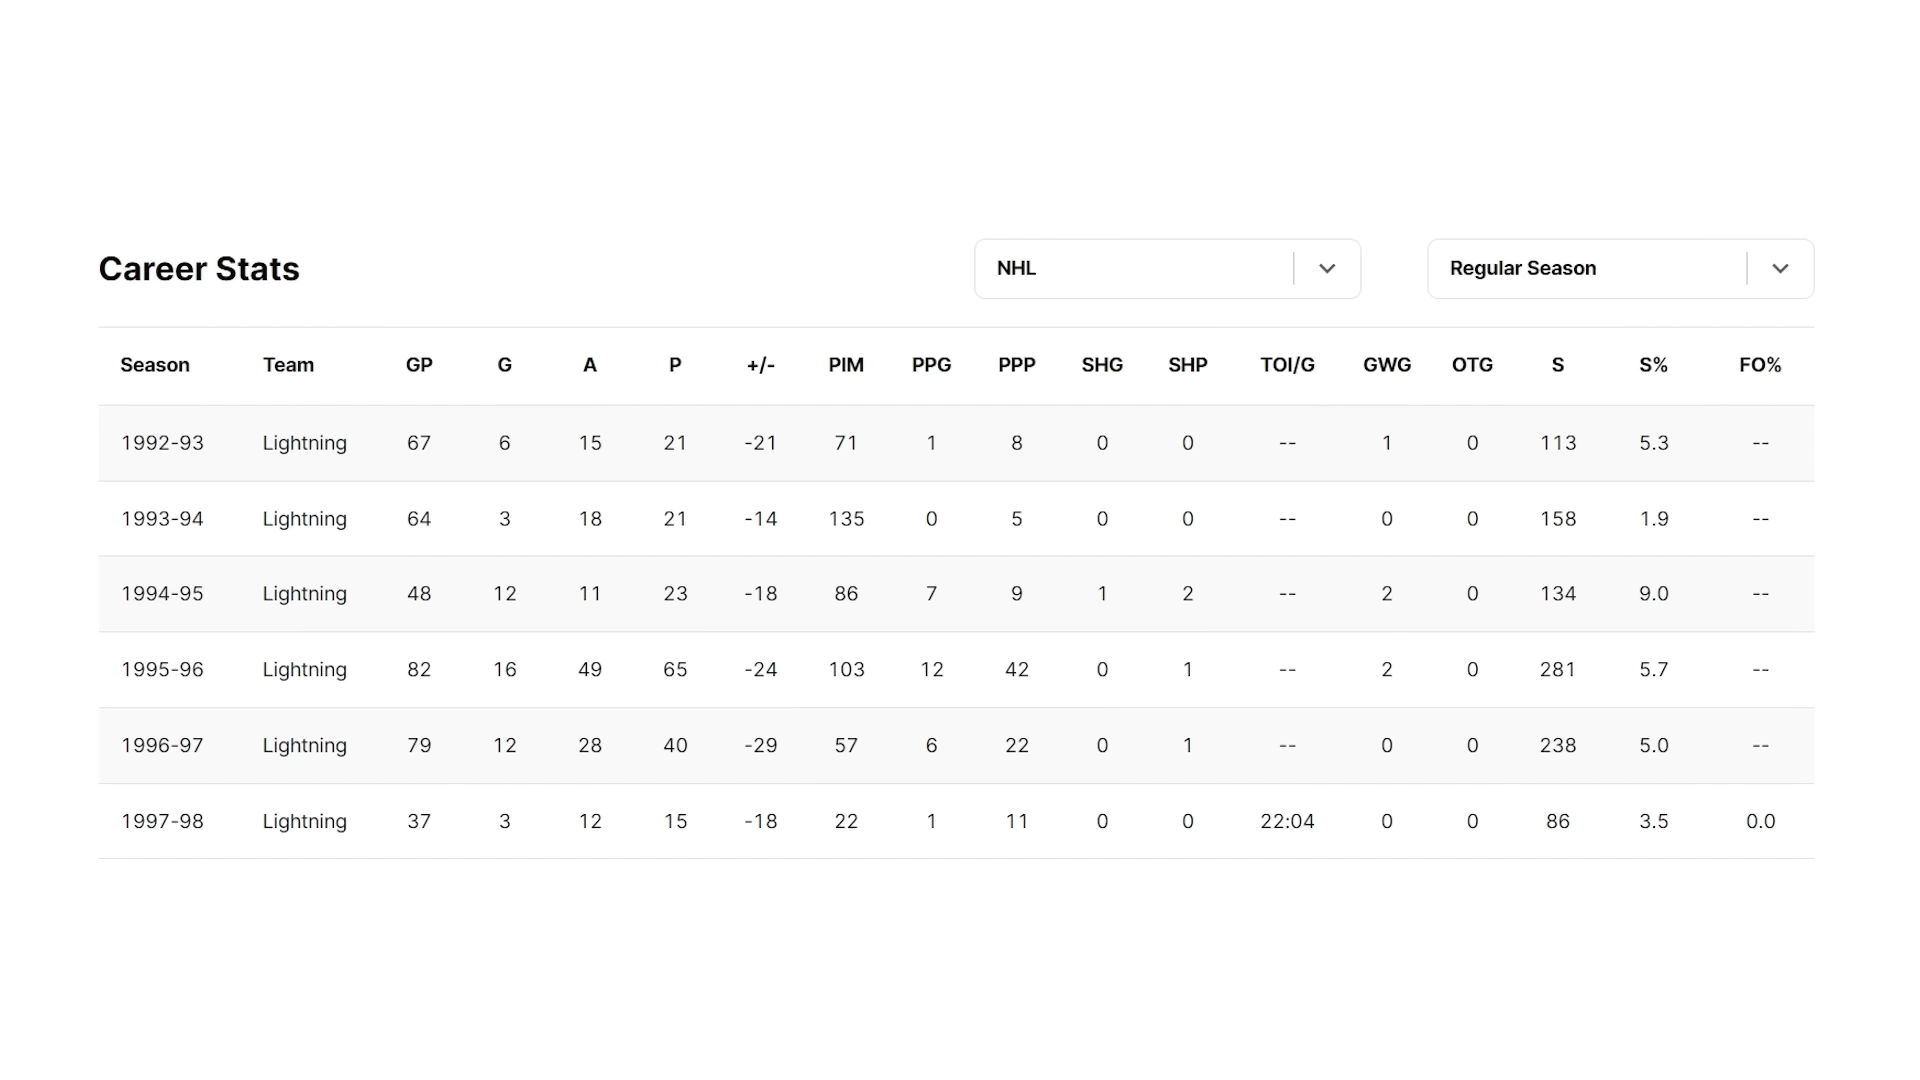 Career Stats NHL Regular Season
Season Team GP G A P +/- PIM PPG PPP SHG SHP TOI/G GWG OTG S S% FO%
1992-93 Lightning 67 6 15 21 -21 71 1 8 0 0 -- 1 0 113 5.3 --
1993-94 Lightning 64 3 18 21 -14 135 0 5 0 0 -- 0 0 158 1.9 --
1994-95 Lightning 48 12 11 23 -18 86 7 9 1 2 -- 2 0 134 9.0 --
1995-96 Lightning 82 16 49 65 -24 103 12 42 0 1 -- 2 0 281 5.7 --
1996-97 Lightning 79 12 28 40 -29 57 6 22 0 1 -- 0 0 238 5.0 --
1997-98 Lightning 37 3 12 15 -18 22 1 11 0 0 22:04 0 0 86 3.5 0.0